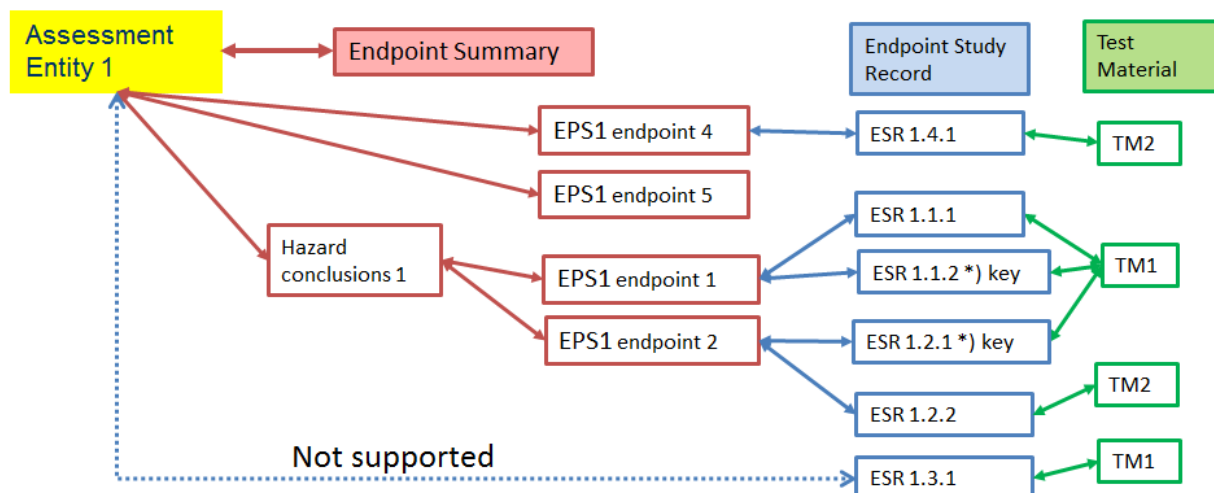 Assessment
Entity 1
Endpoint Summary
Endpoint Study
Record
Test
Material
EPS1 endpoint 4
ESR 1.4.1
TM2
EPS1 endpoint 5
ESR 1.1.1
Hazard
conclusions 1
EPS1 endpoint 1
ESR 1.1.2 *) key
TM1
EPS1 endpoint 2
ESR 1.2.1 *) key
TM2
ESR 1.2.2
Not supported
ESR 1.3.1
TM1